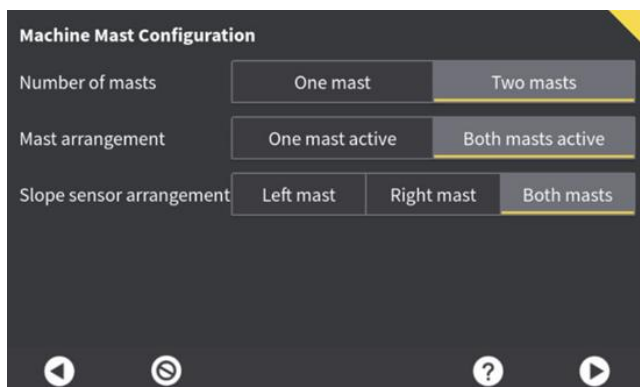 Machine Mast Configuration
Number of masts One mast Two masts
Mast arrangement One mast active Both masts active
Slope sensor arrangement Left mast Right mast Both masts
?